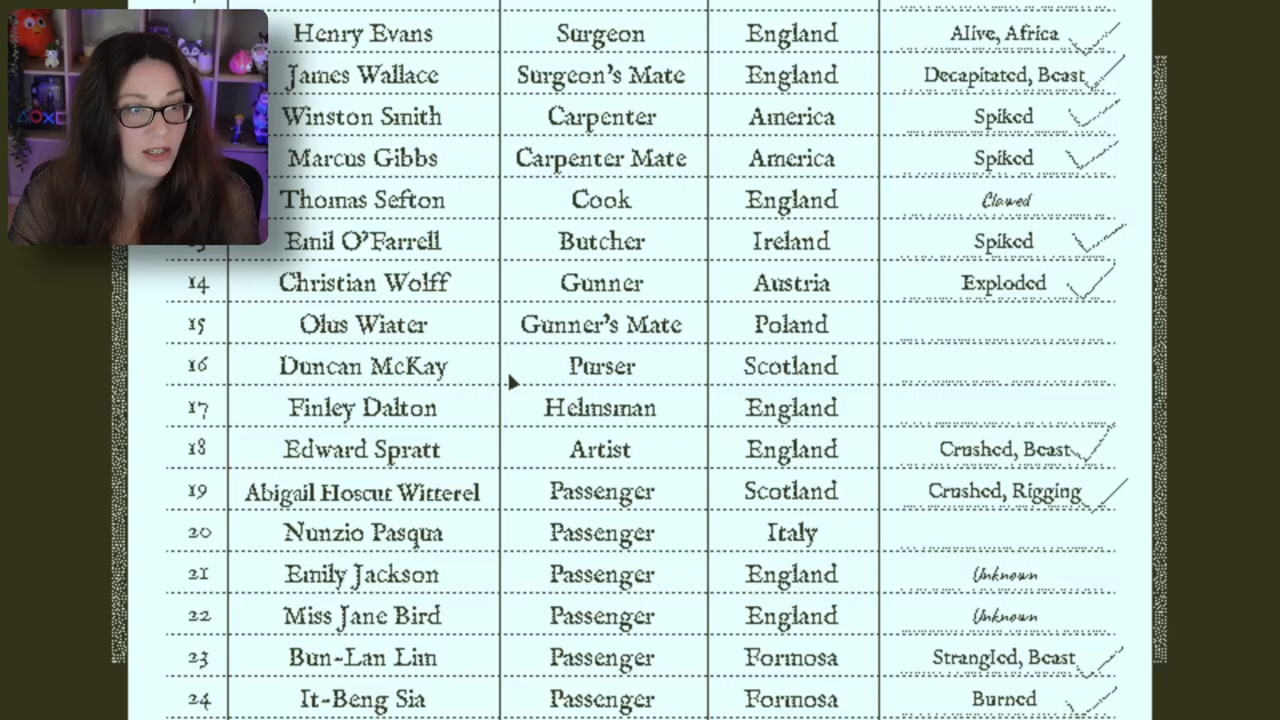 Henry Evans Surgeon England Alive, Africa
James Wallace Surgeon's Mate England Decapitated, Beast
Winston Smith Carpenter America Spiked
Marcus Gibbs Carpenter Mate America Spiked
Thomas Sefton Cook England Clawed
Emil O'Farrell Butcher Ireland Spiked
14 Christian Wolff Gunner Austria Exploded
15 Olus Wiater Gunner's Mate Poland
16 Duncan McKay Purser Scotland
17 Finley Dalton Helmsman England
18 Edward Spratt Artist England Crushed, Beast
19 Abigail Hoscut Witterel Passenger Scotland Crushed, Rigging
20 Nunzio Pasqua Passenger Italy
21 Emily Jackson Passenger England Unknown
22 Miss Jane Bird Passenger England Unknown
23 Bun-Lan Lim Passenger Formosa Strangled, Beast
24 It-Beng Sia Passenger Formosa Burned